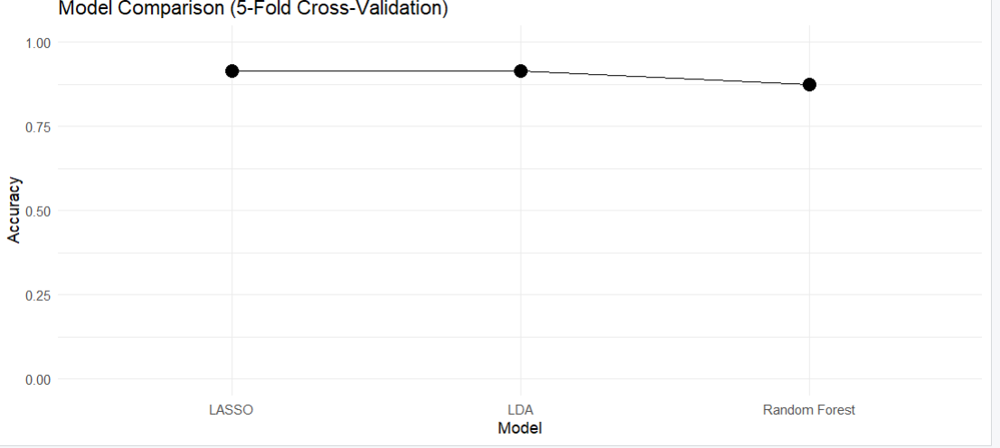 Model Comparison (5-Fold Cross-Validation)
1.00
0.75
0.50
0.25
0.00
Accuracy
LASSO
LDA
Random Forest
Model